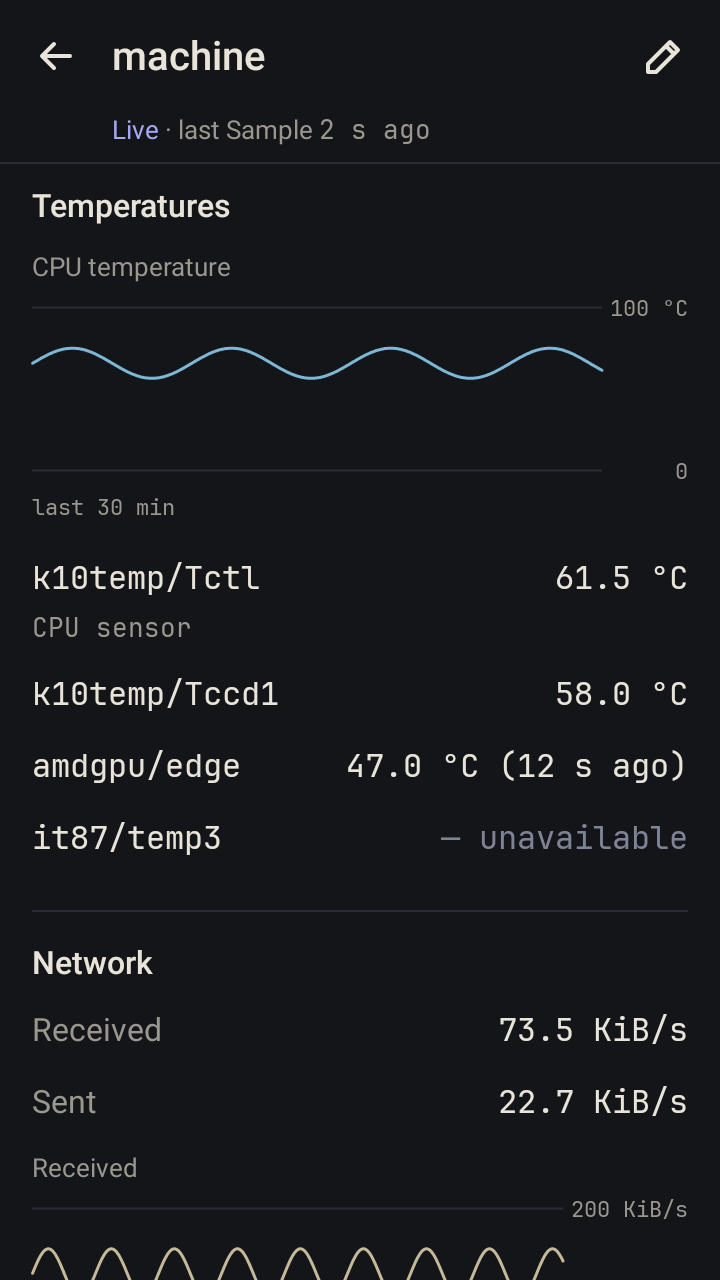 machine
Live · last Sample 2 s ago
Temperatures
CPU temperature
100 °C
0
last 30 min
k10temp/Tctl 61.5 °C
CPU sensor
k10temp/Tccd1 58.0 °C
amdgpu/edge 47.0 °C (12 s ago)
it87/temp3 — unavailable
Network
Received 73.5 KiB/s
Sent 22.7 KiB/s
Received
200 KiB/s